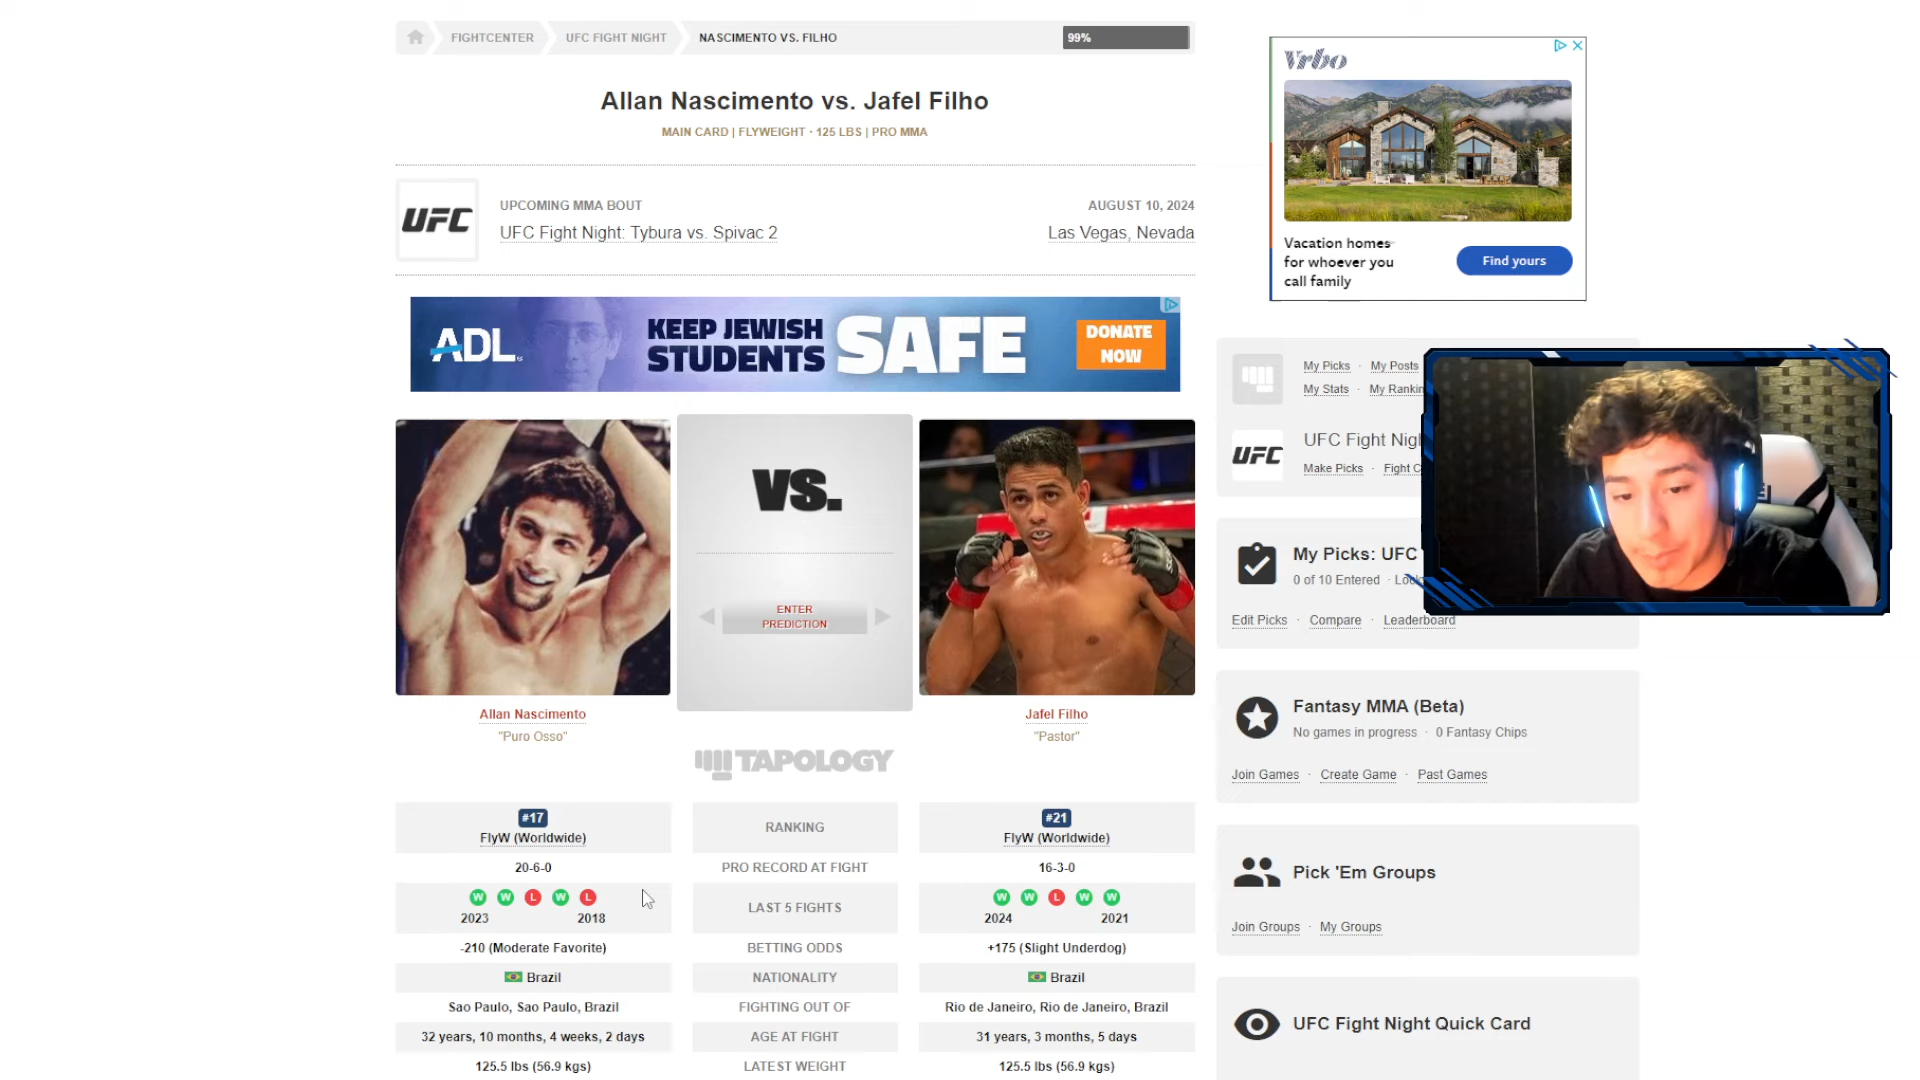 FIGHTCENTER UFC FIGHT NIGHT NASCIMENTO VS. FILHO 99%
Allan Nascimento vs. Jafel Filho
MAIN CARD | FLYWEIGHT · 125 LBS | PRO MMA
UFC
UPCOMING MMA BOUT AUGUST 10, 2024
UFC Fight Night: Tybura vs. Spivac 2 Las Vegas, Nevada
ADL
KEEP JEWISH
STUDENTS
SAFE
DONATE
NOW
VS.
ENTER
PREDICTION
Allan Nascimento Jafel Filho
"Puro Osso" "Pastor"
TAPOLOGY
#17 RANKING #21
FlyW (Worldwide) FlyW (Worldwide)
20-6-0 PRO RECORD AT FIGHT 16-3-0
W W L W L LAST 5 FIGHTS W W L W W
2023 2018 2024 2021
-210 (Moderate Favorite) BETTING ODDS +175 (Slight Underdog)
Brazil NATIONALITY Brazil
Sao Paulo, Sao Paulo, Brazil FIGHTING OUT OF Rio de Janeiro, Rio de Janeiro, Brazil
32 years, 10 months, 4 weeks, 2 days AGE AT FIGHT 31 years, 3 months, 5 days
125.5 lbs (56.9 kgs) LATEST WEIGHT 125.5 lbs (56.9 kgs)
Vrbo
Vacation homes
for whoever you
call family
Find yours
My Picks · My Posts
My Stats ·
UFC
UFC Fight
Make Picks ·
My Picks: UFC
0 of 10 Entered ·
Edit Picks · Compare · Leaderboard
Fantasy MMA (Beta)
No games in progress · 0 Fantasy Chips
Join Games · Create Game · Past Games
Pick 'Em Groups
Join Groups · My Groups
UFC Fight Night Quick Card